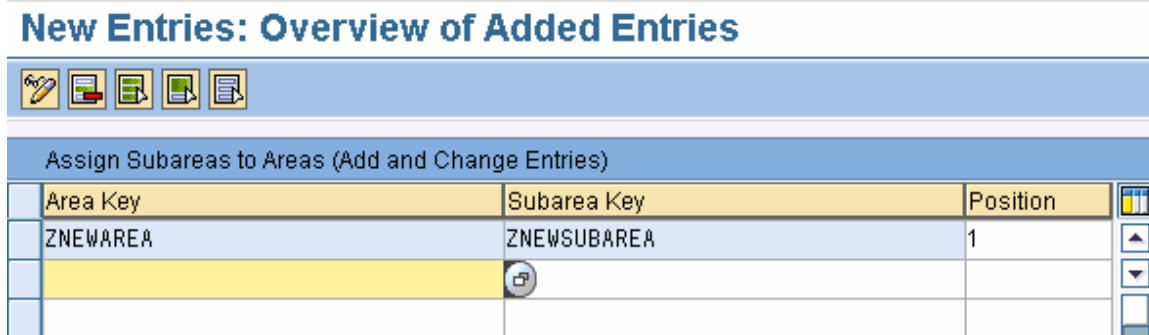 New Entries: Overview of Added Entries
Assign Subareas to Areas (Add and Change Entries)
Area Key Subarea Key Position
ZNEWAREA ZNEWSUBAREA 1